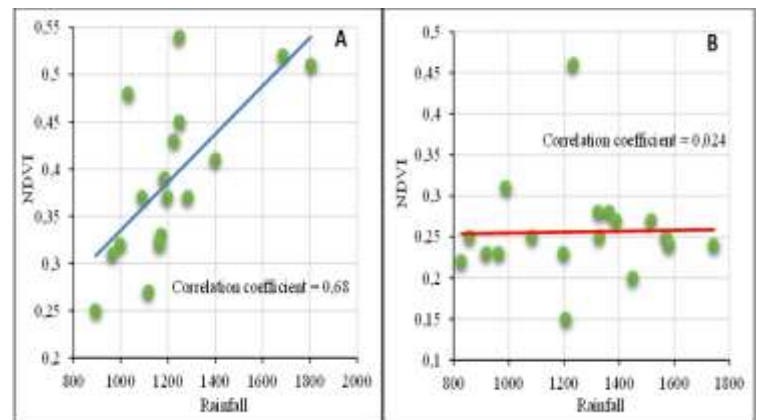 A
0,55
0,5
0,45
0,4
0,35
0,3
0,25
0,2
NDVI
Correlation coefficient = 0,68
800 1000 1200 1400 1600 1800 2000
Rainfall
B
0,5
0,45
0,4
0,35
0,3
0,25
0,2
0,15
0,1
NDVI
Correlation coefficient = 0,024
800 1000 1200 1400 1600 1800
Rainfall